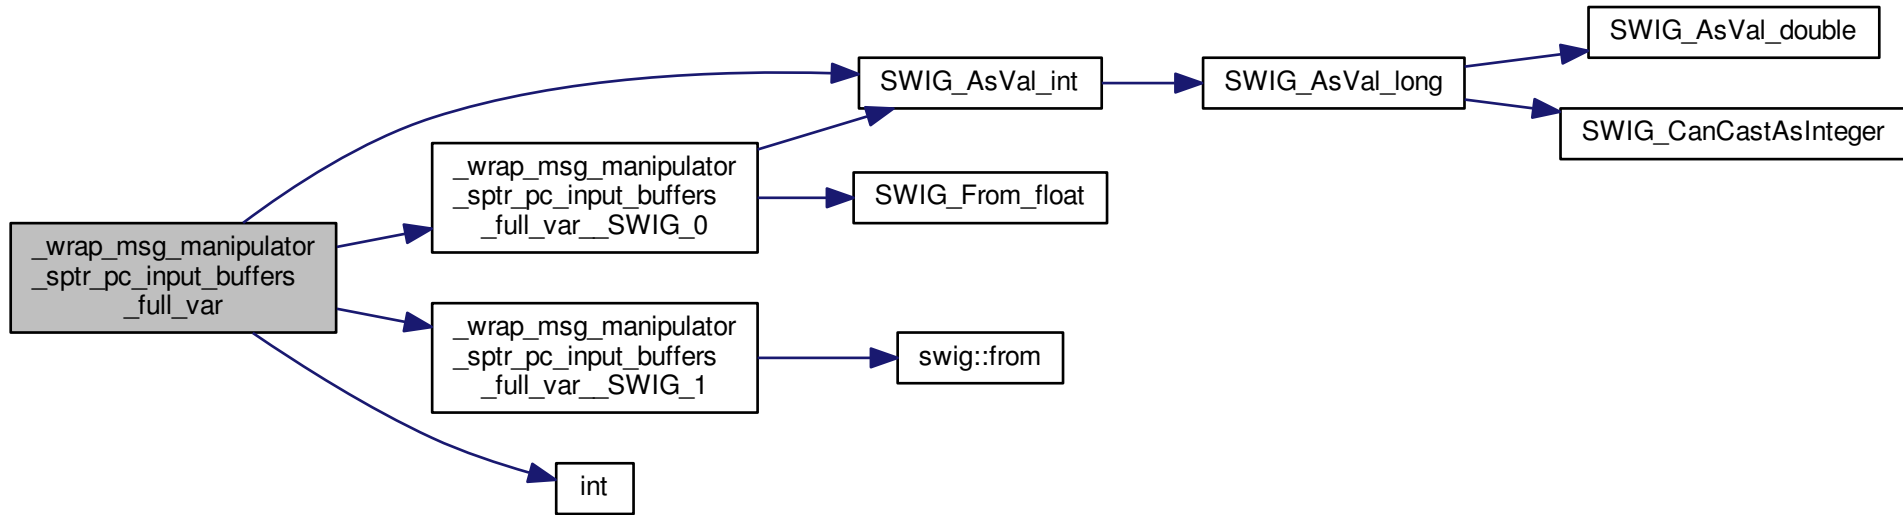 _wrap_msg_manipulator
_sptr_pc_input_buffers
_full_var
_wrap_msg_manipulator
_sptr_pc_input_buffers
_full_var__SWIG_0
_wrap_msg_manipulator
_sptr_pc_input_buffers
_full_var__SWIG_1
int
SWIG_AsVal_int
SWIG_From_float
swig::from
SWIG_AsVal_long
SWIG_AsVal_double
SWIG_CanCastAsInteger